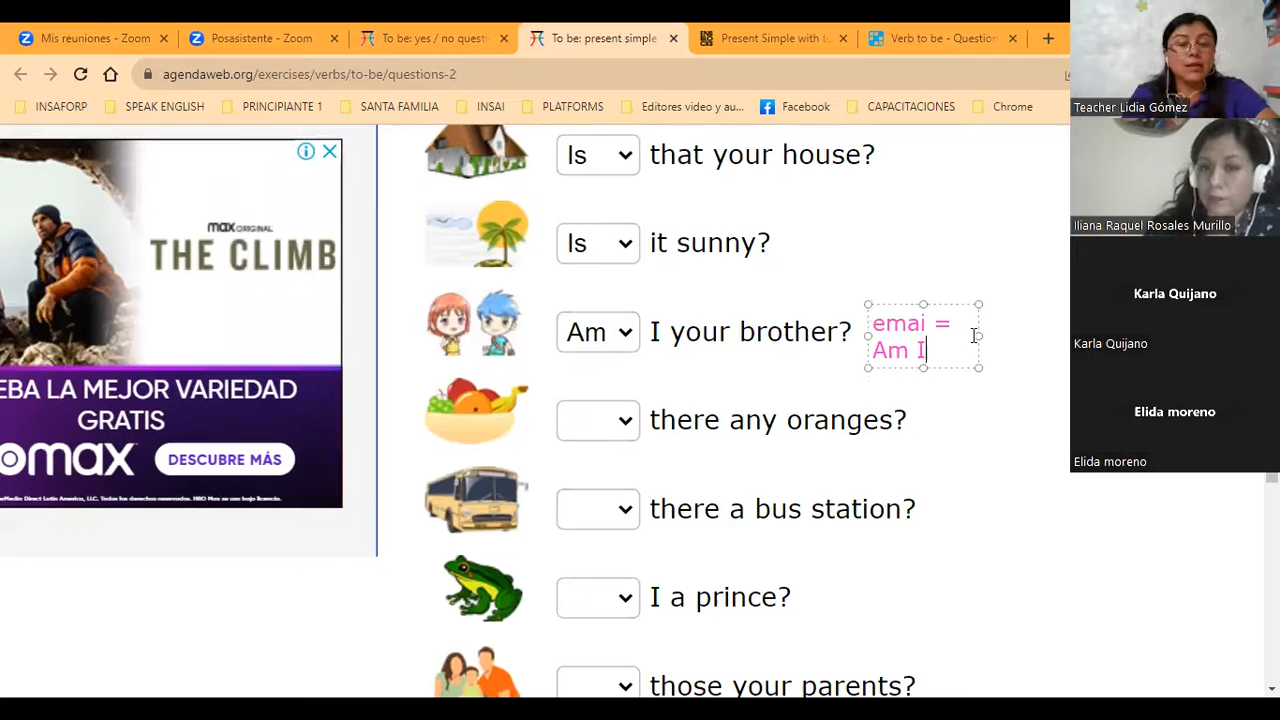 Mis reuniones - Zoom
Posasistente - Zoom
To be: yes / no quest
To be: present simple
Present Simple with t
Verb to be - Question
agendaweb.org/exercises/verbs/to-be/questions-2
INSAFORP
SPEAK ENGLISH
PRINCIPIANTE 1
SANTA FAMILIA
INSAI
PLATFORMS
Editores video y au...
Facebook
CAPACITACIONES
Chrome
max ORIGINAL
THE CLIMB
EBA LA MEJOR VARIEDAD
GRATIS
omax
DESCUBRE MÁS
Is that your house?
Is it sunny?
Am I your brother?
emai =
Am I
there any oranges?
there a bus station?
I a prince?
those your parents?
Teacher Lidia Gómez
Iliana Raquel Rosales Murillo
Karla Quijano
Karla Quijano
Elida moreno
Elida moreno